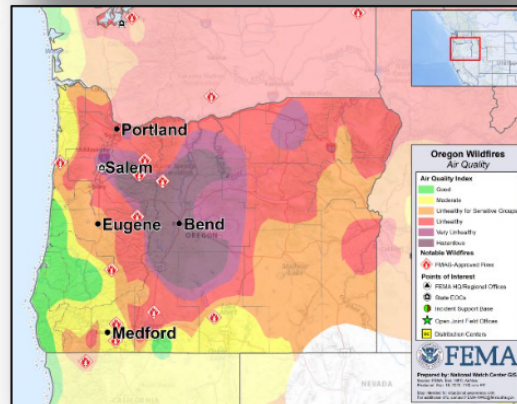 Portland
Salem
Eugene
Bend
OREGON
Medford
NEVADA
CALIFORNIA
Oregon Wildfires
Air Quality
Air Quality Index
Good
Moderate
Unhealthy for Sensitive Groups
Unhealthy
Very Unhealthy
Hazardous
Notable Wildfires
FMAG-Approved Fires
Points of Interest
FEMA HQ/Regional Offices
State EOCs
Incident Support Base
Open Joint Field Offices
Distribution Centers
FEMA
Prepared by: National Watch Center GIS